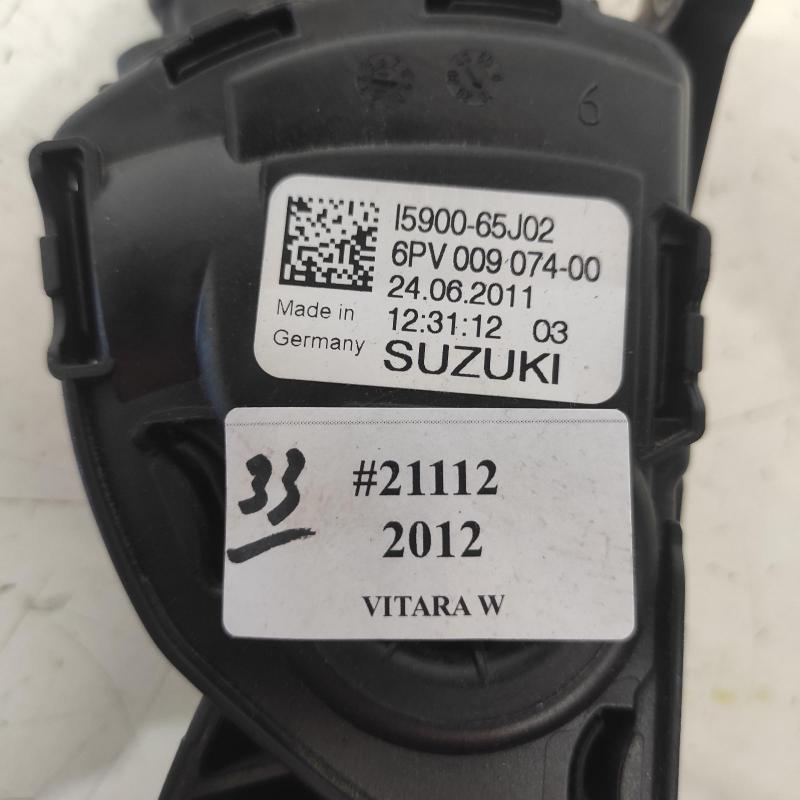 6
I5900-65J02
6PV 009 074-00
24.06.2011
12:31:12 03
Made in
Germany
SUZUKI
33
#21112
2012
VITARA W